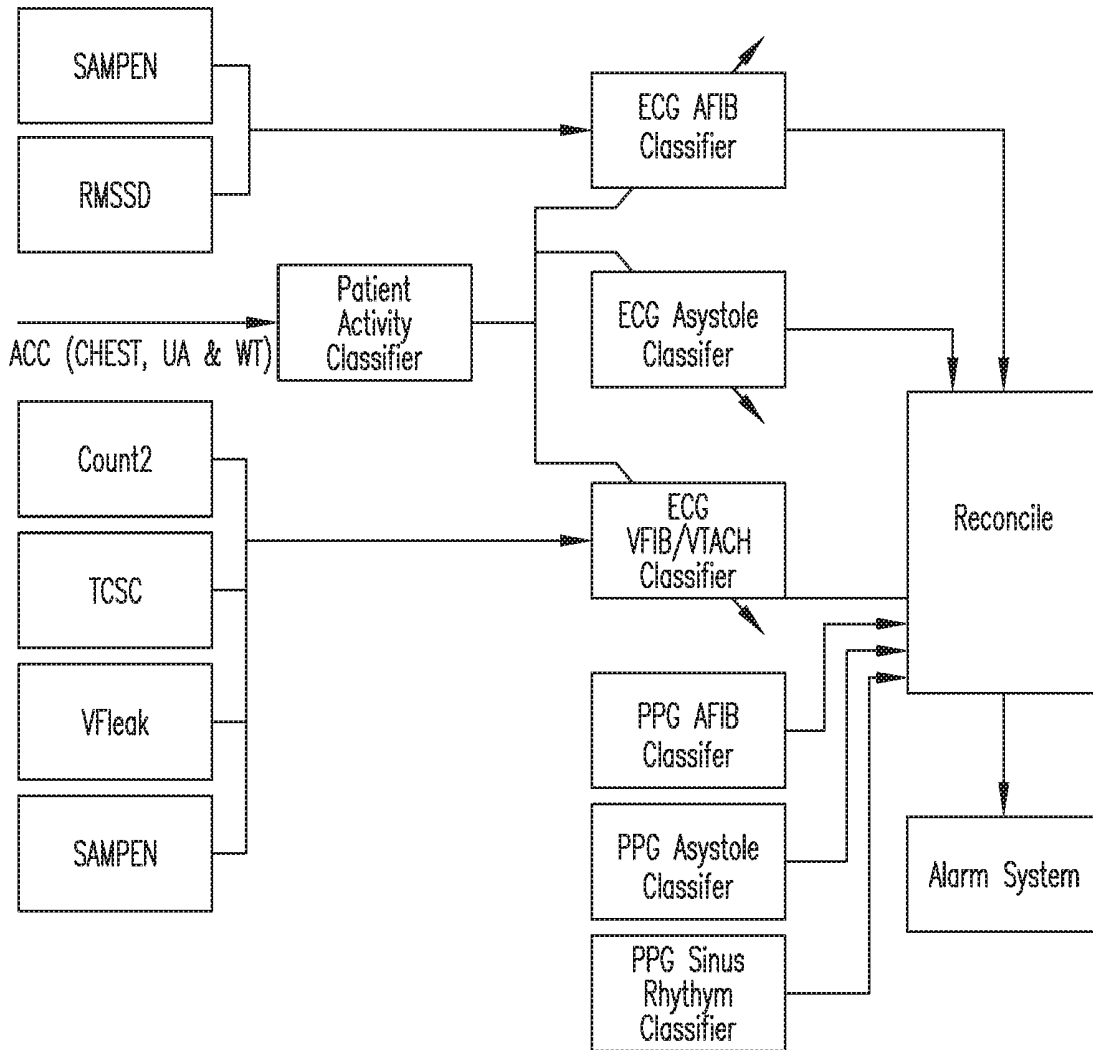 SAMPEN
RMSSD
ECG AFIB
Classifier
ACC (CHEST, UA & WT)
Patient
Activity
Classifier
ECG Asystole
Classifer
Count2
TCSC
VFleak
SAMPEN
ECG
VFIB/VTACH
Classifier
Reconcile
PPG AFIB
Classifer
PPG Asystole
Classifer
PPG Sinus
Rhythym
Classifier
Alarm System